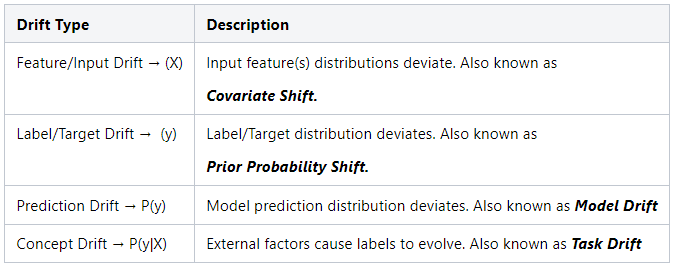 Drift Type Description
Feature/Input Drift → (X) Input feature(s) distributions deviate. Also known as
Covariate Shift.
Label/Target Drift → (y) Label/Target distribution deviates. Also known as
Prior Probability Shift.
Prediction Drift → P(y) Model prediction distribution deviates. Also known as Model Drift
Concept Drift → P(y|X) External factors cause labels to evolve. Also known as Task Drift